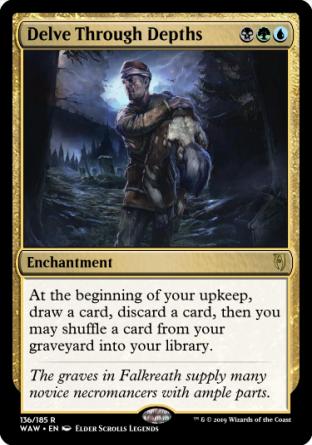 Delve Through Depths
Enchantment
At the beginning of your upkeep,
draw a card, discard a card, then you
may shuffle a card from your
graveyard into your library.
The graves in Falkreath supply many
novice necromancers with ample parts.
136/185 R
WAW • EN Elder Scrolls Legends
™ & © 2019 Wizards of the Coast